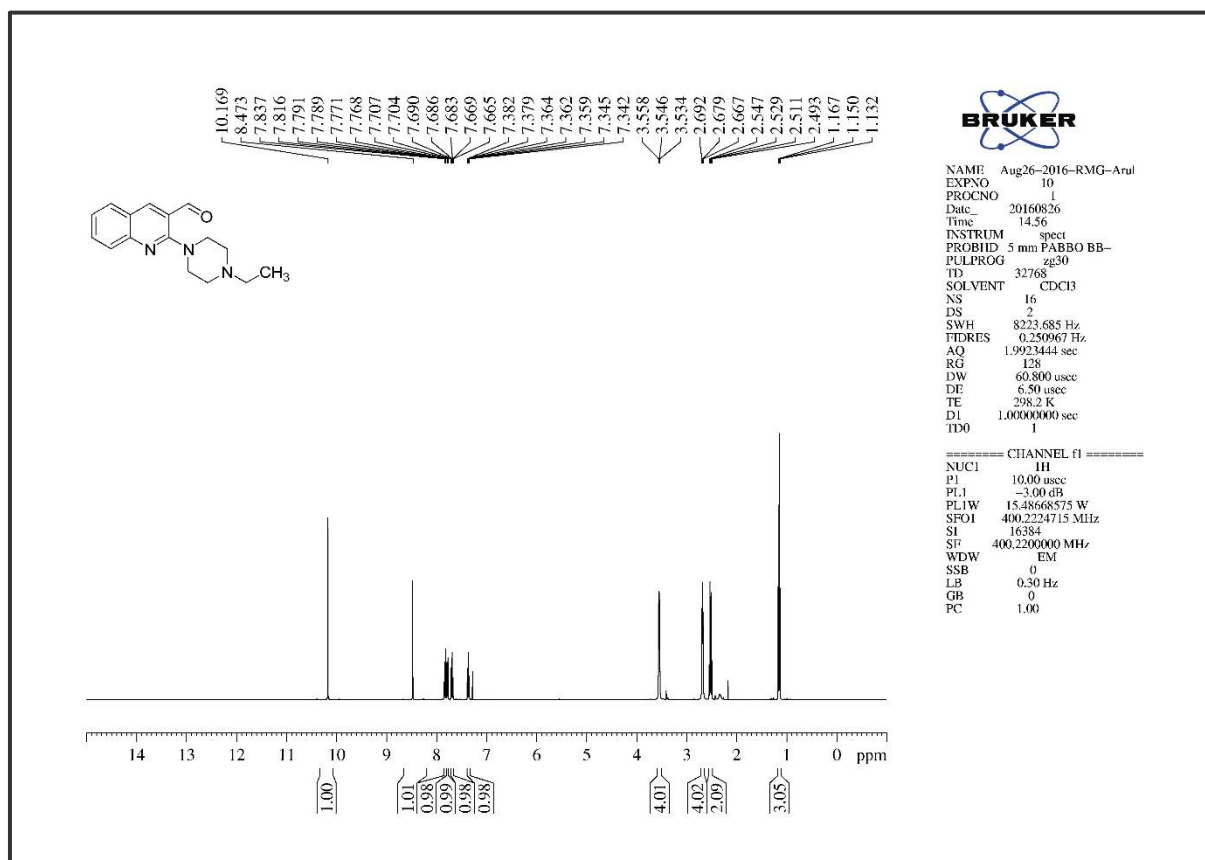 10.169
8.473
7.837
7.816
7.791
7.789
7.771
7.768
7.707
7.704
7.690
7.686
7.683
7.669
7.665
7.382
7.379
7.364
7.362
7.359
7.345
7.342
3.558
3.546
3.534
2.692
2.679
2.667
2.547
2.529
2.511
2.493
1.167
1.150
1.132
BRUKER
O
N
N
N
CH3
NAME Aug26-2016-RMG-Arul
EXPNO 10
PROCNO 1
Date_ 20160826
Time 14.56
INSTRUM spect
PROBHD 5 mm PABBO BB-
PULPROG zg30
TD 32768
SOLVENT CDCl3
NS 16
DS 2
SWH 8223.685 Hz
FIDRES 0.250967 Hz
AQ 1.9923444 sec
RG 128
DW 60.800 usec
DE 6.50 usec
TE 298.2 K
D1 1.00000000 sec
TD0 1
======== CHANNEL f1 ========
NUC1 1H
P1 10.00 usec
PL1 -3.00 dB
PL1W 15.48668575 W
SFO1 400.2224715 MHz
SI 16384
SF 400.2200000 MHz
WDW EM
SSB 0
LB 0.30 Hz
GB 0
PC 1.00
14 13 12 11 10 9 8 7 6 5 4 3 2 1 0 ppm
1.00
1.01
0.98
0.99
0.98
0.98
4.01
4.02
2.09
3.05